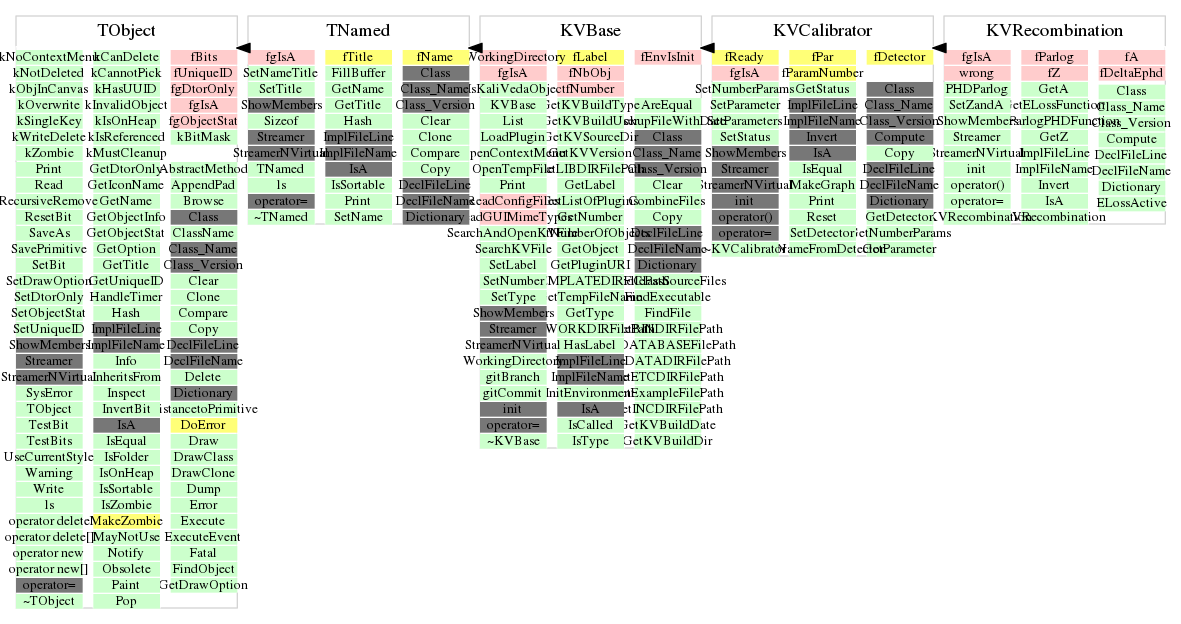 TObject
kNoContextMenu kCanDelete fBits
kNotDeleted kCannotPick fUniqueID
kObjInCanvas kHasUUID fgDtorOnly
kOverwrite kInvalidObject fgIsA
kSingleKey kIsOnHeap fgObjectStat
kWriteDelete kIsReferenced kBitMask
kZombie kMustCleanup
Print GetDtorOnly AbstractMethod
Read GetIconName AppendPad
RecursiveRemove GetName Browse
ResetBit GetObjectInfo Class
SaveAs GetObjectStat ClassName
SavePrimitive GetOption Class_Name
SetBit GetTitle Class_Version
SetDrawOption GetUniqueID Clear
SetDtorOnly HandleTimer Clone
SetObjectStat Hash Compare
SetUniqueID ImplFileLine Copy
ShowMembers ImplFileName DeclFileLine
Streamer Info DeclFileName
StreamerNVirtual InheritsFrom Delete
SysError Inspect Dictionary
TObject InvertBit istancetoPrimitive
TestBit IsA DoError
TestBits IsEqual Draw
UseCurrentStyle IsFolder DrawClass
Warning IsOnHeap DrawClone
Write IsSortable Dump
ls IsZombie Error
operator delete MakeZombie Execute
operator delete[] MayNotUse ExecuteEvent
operator new Notify Fatal
operator new[] Obsolete FindObject
operator= Paint GetDrawOption
~TObject Pop
TNamed
fgIsA fTitle fName
SetNameTitle FillBuffer Class
SetTitle GetName Class_Name
ShowMembers GetTitle Class_Version
Sizeof Hash Clear
Streamer ImplFileLine Clone
StreamerNVirtual ImplFileName Compare
TNamed IsA Copy
ls IsSortable DeclFileLine
operator= Print DeclFileName
~TNamed SetName Dictionary
KVBase
WorkingDirectory fLabel fEnvIsInit
fgIsA fNbObj
IsKaliVedaObject fNumber
KVBase GetKVBuildType AreEqual
List GetKVBuildUser
LoadPlugin GetKVSourceDir Class
OpenContextMenu GetKVVersion Class_Name
OpenTempFile LIBDIRFilePath Class_Version
Print GetLabel Clear
ReadConfigFiles ListOfPlugins CombineFiles
GUIMimeTypes GetNumber Copy
SearchAndOpenKVFile NumberOfObjects DeclFileLine
SearchKVFile GetObject DeclFileName
SetLabel GetPluginURI Dictionary
SetNumber SourceFiles
SetType GetTempFileName FindExecutable
ShowMembers GetType FindFile
Streamer WORKDIRFilePath BINDIRFilePath
StreamerNVirtual HasLabel DATABASEFilePath
WorkingDirectory ImplFileLine DATADIRFilePath
gitBranch ImplFileName ETCDIRFilePath
gitCommit InitEnvironment ExampleFilePath
init IsA INCDIRFilePath
operator= IsCalled GetKVBuildDate
~KVBase IsType GetKVBuildDir
KVCalibrator
fReady fPar fDetector
fgIsA fParamNumber
SetNumberParams GetStatus Class
SetParameter ImplFileLine Class_Name
SetParameters ImplFileName Class_Version
SetStatus Invert Compute
ShowMembers IsA Copy
Streamer IsEqual DeclFileLine
StreamerNVirtual MakeGraph DeclFileName
init Print Dictionary
operator() Reset GetDetector
operator= SetDetector GetNumberParams
~KVCalibrator NameFromDetector GetParameter
KVRecombination
fgIsA fParlog fA
wrong fZ fDeltaEphd
PHDParlog GetA Class
SetZandA GetELossFunction Class_Name
ShowMembers ParlogPHDFunction Class_Version
Streamer GetZ Copy
StreamerNVirtual ImplFileLine DeclFileLine
init ImplFileName DeclFileName
operator() Invert Dictionary
operator= IsA ELossActive
KVRecombination KVRecombination